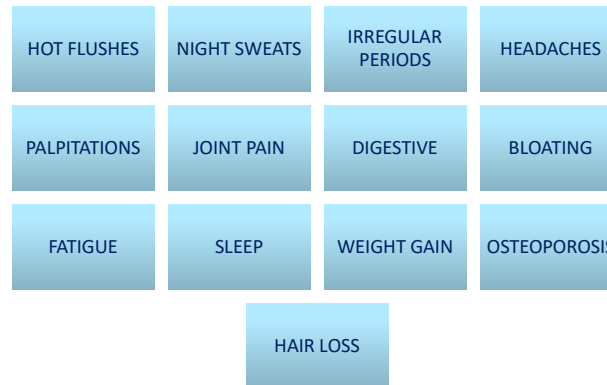 HOT FLUSHES
NIGHT SWEATS
IRREGULAR
PERIODS
HEADACHES
PALPITATIONS
JOINT PAIN
DIGESTIVE
BLOATING
FATIGUE
SLEEP
WEIGHT GAIN
OSTEOPOROSIS
HAIR LOSS